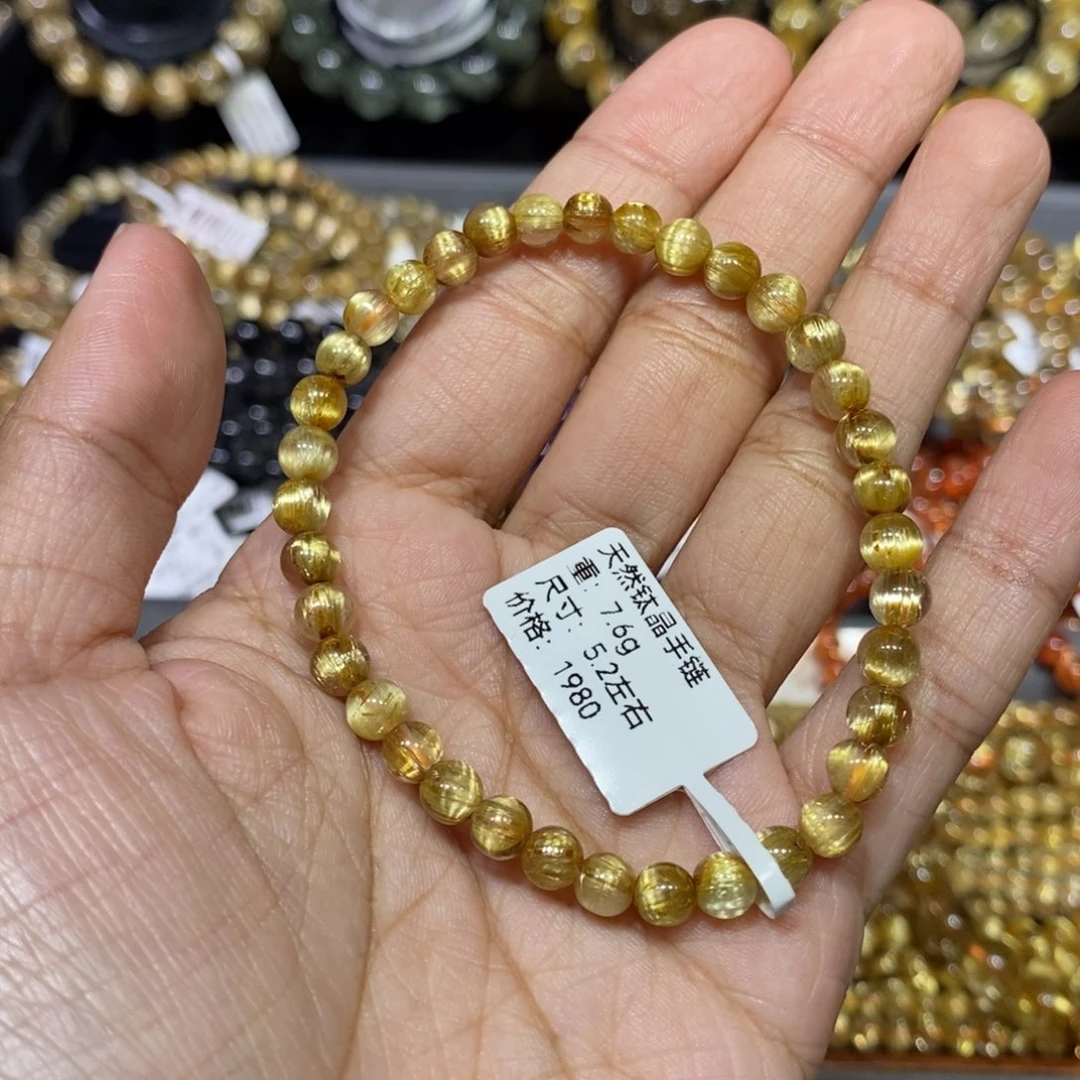 天然钛晶手链
重: 7.6g
尺寸: 5.2左右
价格: 1980